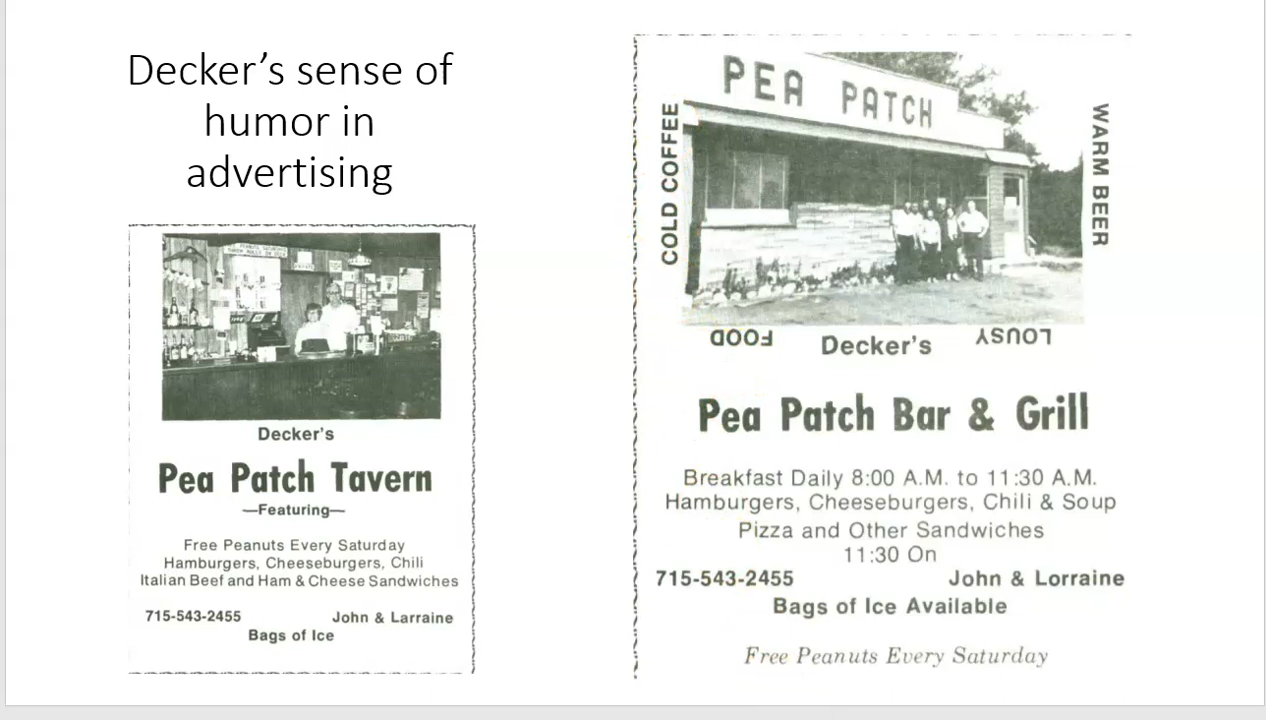 Decker’s sense of
humor in
advertising
Decker's
Pea Patch Tavern
—Featuring—
Free Peanuts Every Saturday
Hamburgers, Cheeseburgers, Chili
Italian Beef and Ham & Cheese Sandwiches
715-543-2455 John & Larraine
Bags of Ice
PEA PATCH
COLD COFFEE
WARM BEER
LOUSY
FOOD
Decker's
Pea Patch Bar & Grill
Breakfast Daily 8:00 A.M. to 11:30 A.M.
Hamburgers, Cheeseburgers, Chili & Soup
Pizza and Other Sandwiches
11:30 On
715-543-2455 John & Lorraine
Bags of Ice Available
Free Peanuts Every Saturday